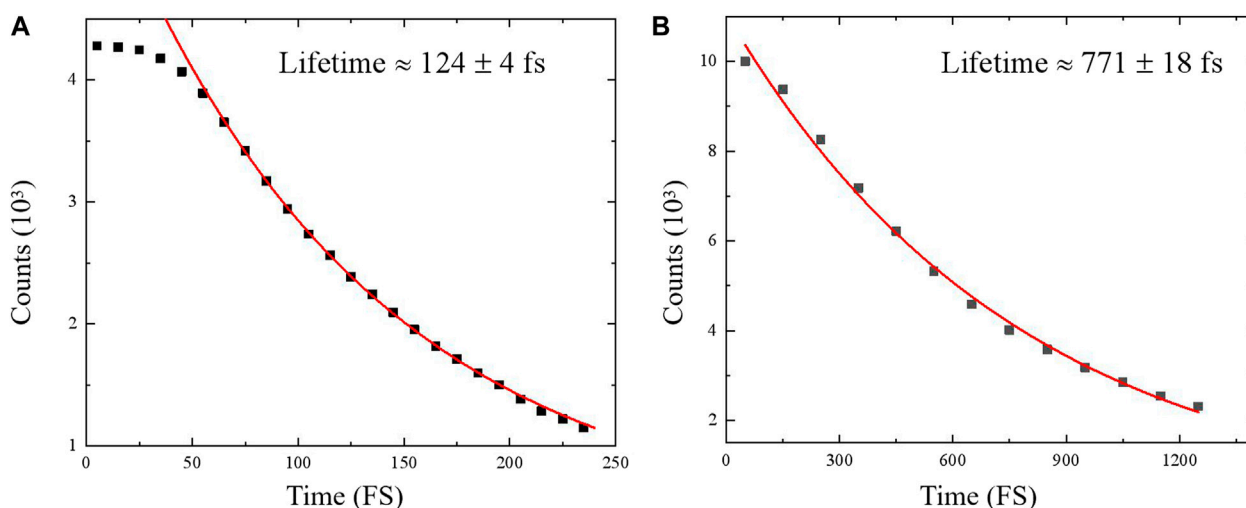 A
Lifetime ≈ 124 ± 4 fs
Counts (10³)
4
3
2
1
0
50
100
150
200
250
Time (FS)
B
Lifetime ≈ 771 ± 18 fs
Counts (10³)
10
8
6
4
2
0
300
600
900
1200
Time (FS)